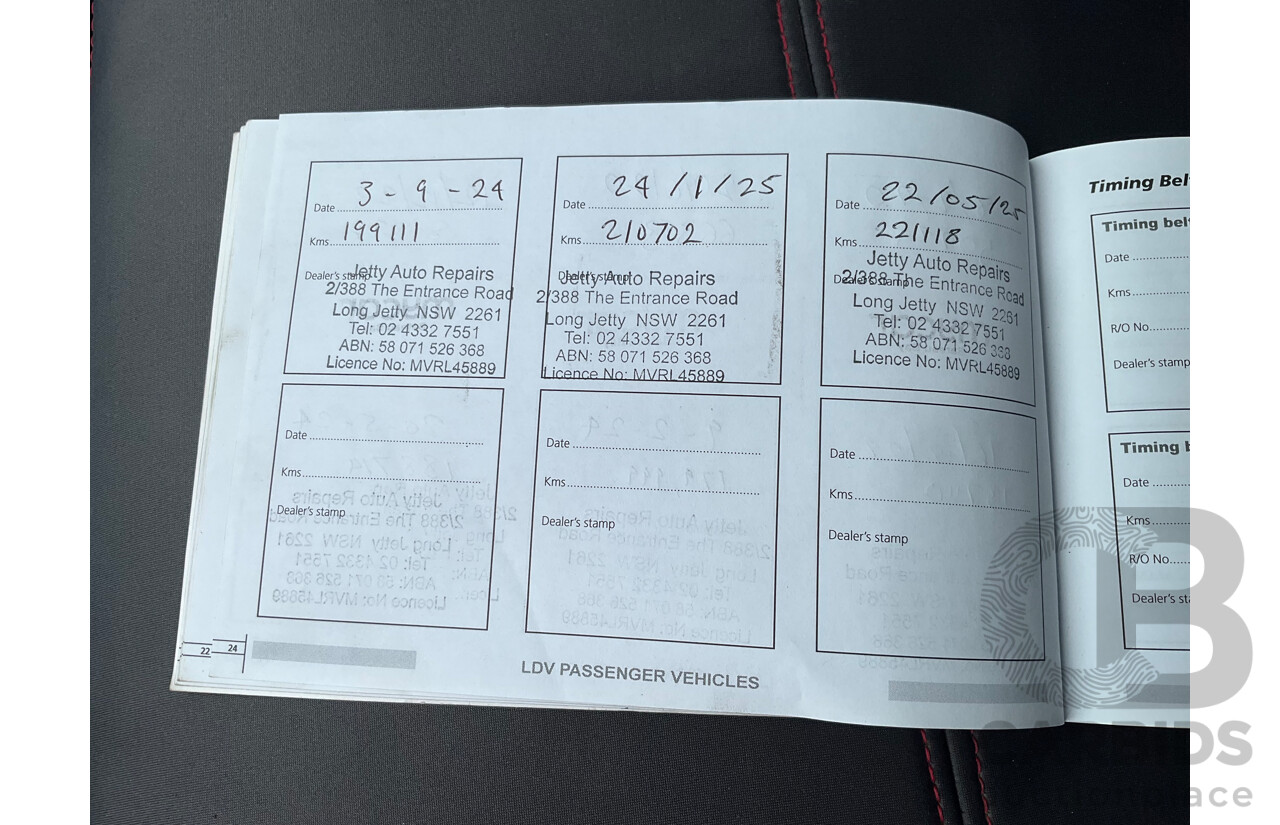 3 - 9 - 24
Date
199111
Kms
Dealer's stamp
Jetty Auto Repairs
2/388 The Entrance Road
Long Jetty NSW 2261
Tel: 02 4332 7551
ABN: 58 071 526 368
Licence No: MVRL45889
24 / 1 / 25
Date
210702
Kms
Dealer's stamp
Jetty Auto Repairs
2/388 The Entrance Road
Long Jetty NSW 2261
Tel: 02 4332 7551
ABN: 58 071 526 368
Licence No: MVRL45889
22/05/25
Date
221118
Kms
Dealer's stamp
Jetty Auto Repairs
2/388 The Entrance Road
Long Jetty NSW 2261
Tel: 02 4332 7551
ABN: 58 071 526 368
Licence No: MVRL45889
Date
Kms
Dealer's stamp
Date
Kms
Dealer's stamp
Date
Kms
Dealer's stamp
22 24
LDV PASSENGER VEHICLES
Timing Bel
Timing belt
Date
Kms
R/O No
Dealer's stamp
Timing b
Date
Kms
R/O No
Dealer's sta
CARBIDS